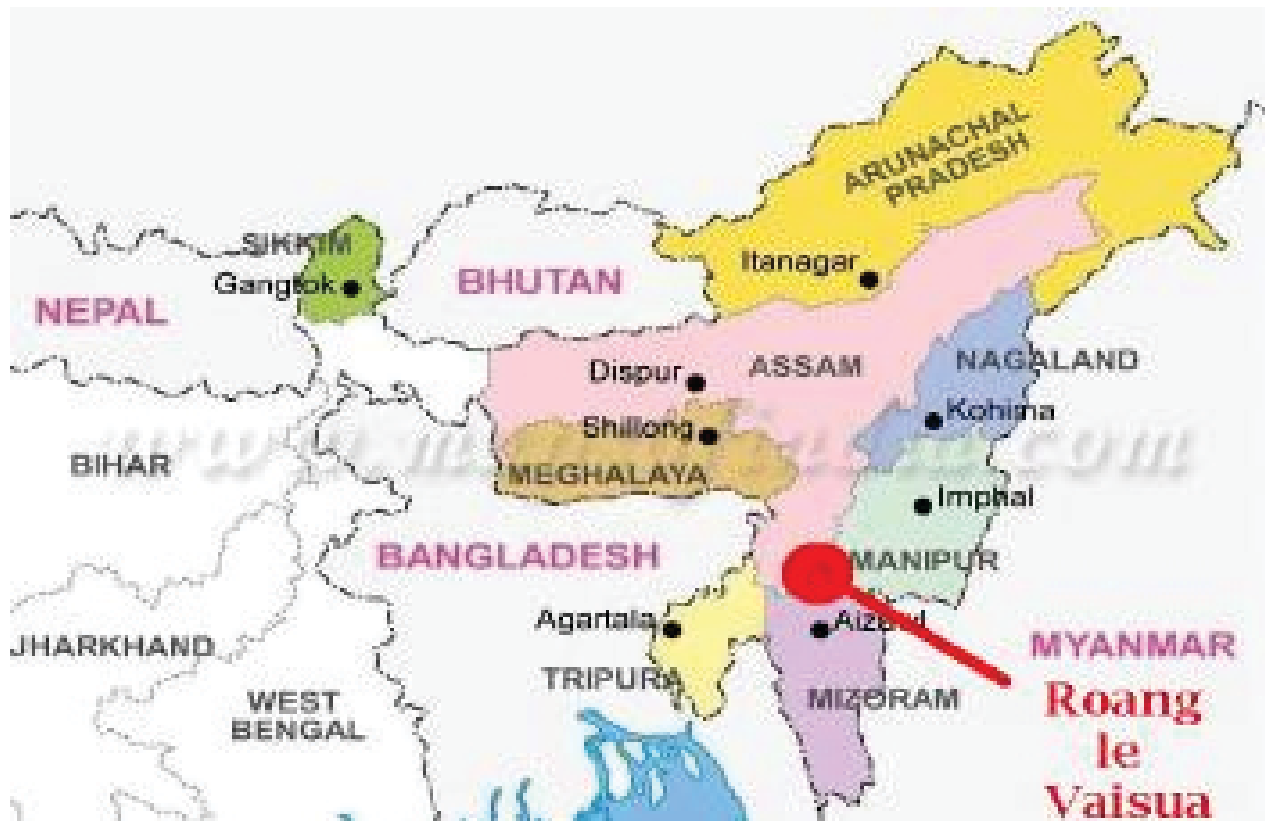 ARUNACHAL
PRADESH
SIKKIM
Itanagar
Gangtok
BHUTAN
NEPAL
Dispur
ASSAM
NAGALAND
Kohima
Shillong
BIHAR
MEGHALAYA
Imphal
BANGLADESH
MANIPUR
Agartala
JHARKHAND
MYANMAR
TRIPURA
WEST
BENGAL
MIZORAM
Roang
le
Vaisua